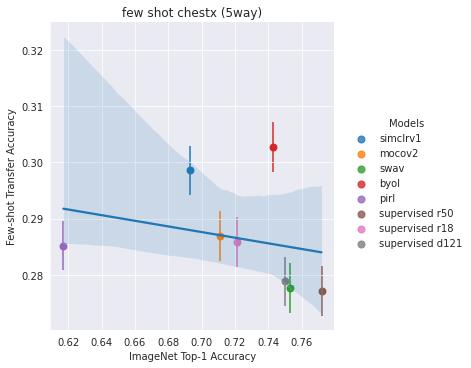 few shot chestx (5way)
0.32
0.31
0.30
0.29
0.28
Few-shot Transfer Accuracy
0.62 0.64 0.66 0.68 0.70 0.72 0.74 0.76
ImageNet Top-1 Accuracy
Models
simclrv1
mocov2
swav
byol
pirl
supervised r50
supervised r18
supervised d121